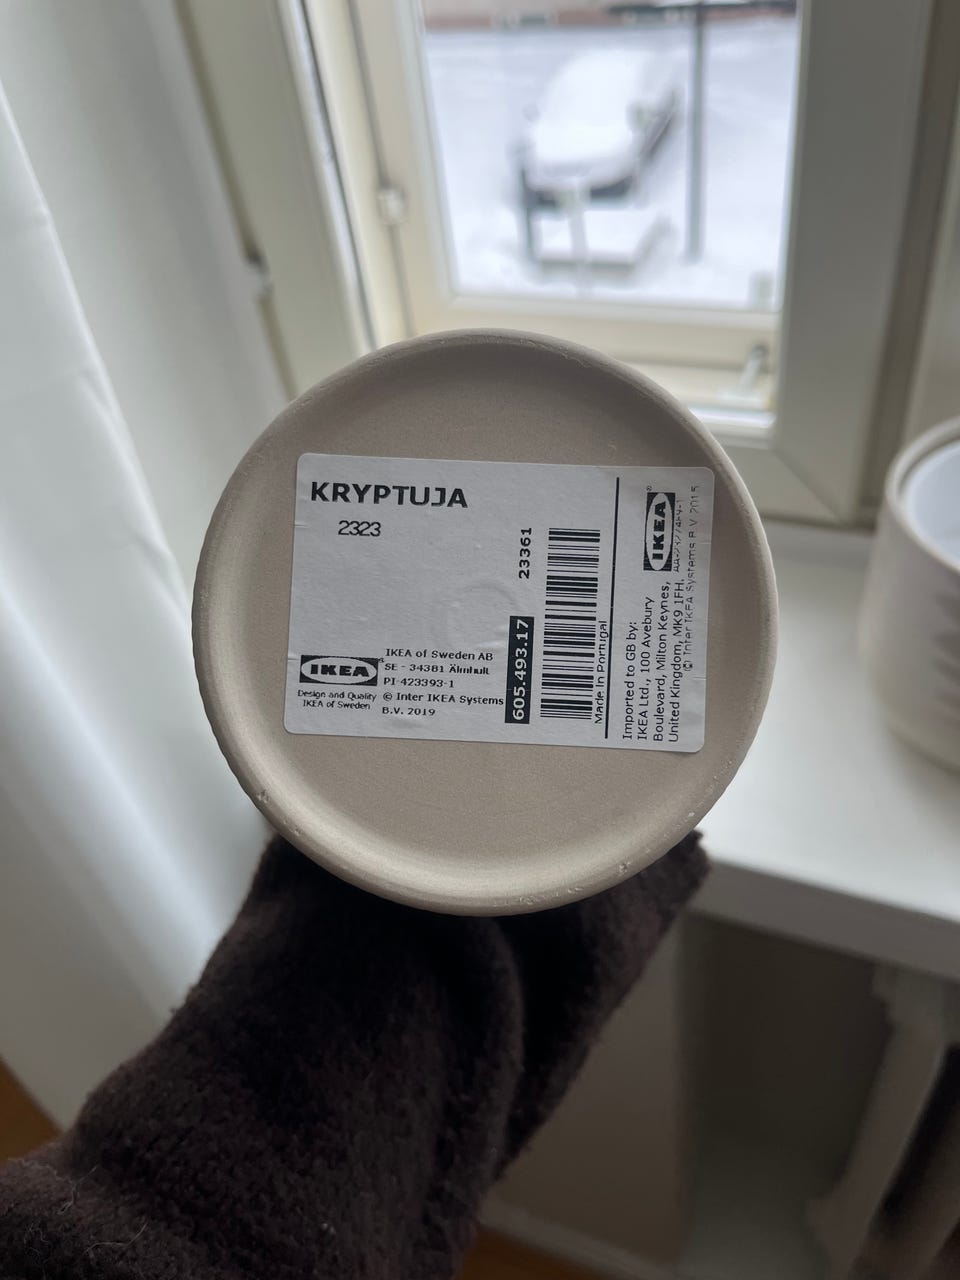 KRYPTUJA
2323
IKEA
Design and Quality
IKEA of Sweden
IKEA of Sweden AB
SE - 34381 Älmhult
PI-423393-1
© Inter IKEA Systems
B.V. 2019
605.493.17
23361
Made in Portugal
Imported to GB by:
IKEA Ltd., 100 Avebury
Boulevard, Milton Keynes,
United Kingdom, MK9 1FH.
© Inter IKEA Systems B.V 2015
IKEA®